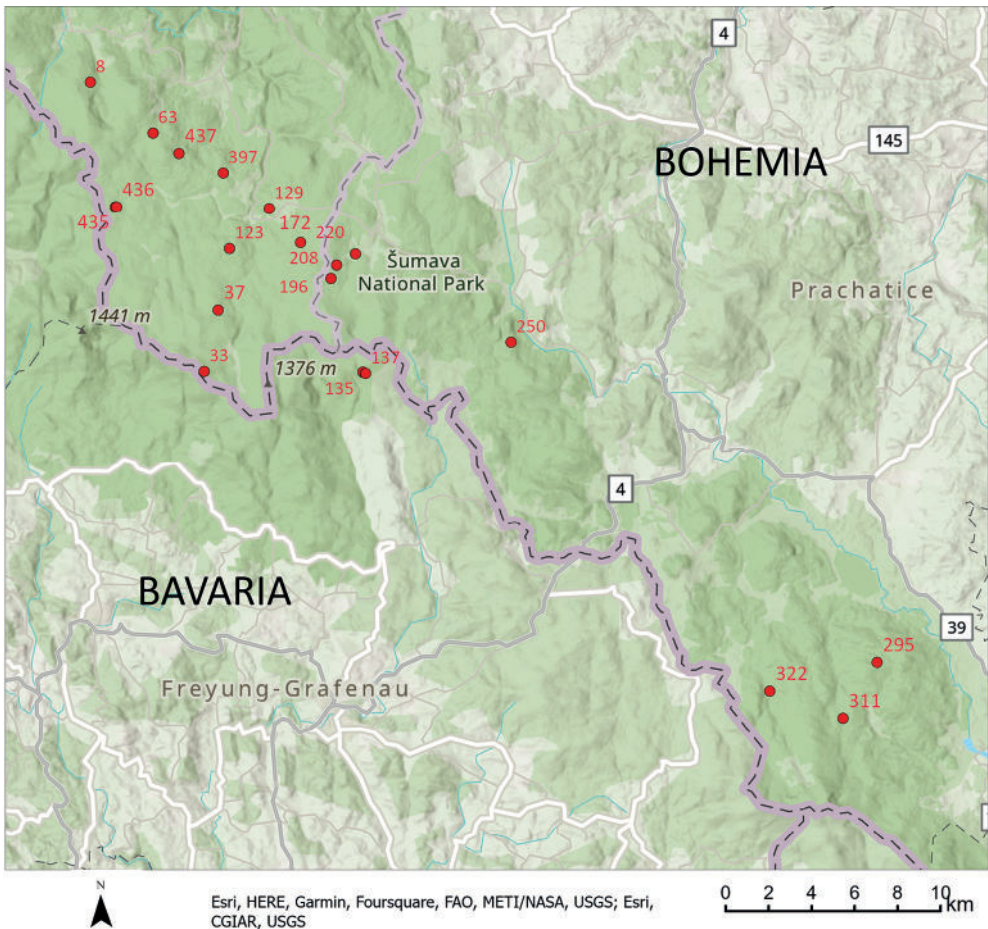 4
8
63
437
145
BOHEMIA
397
436
129
435
172
220
123
208
Šumava
National Park
196
Prachatice
37
1441 m
250
33
137
1376 m
135
4
BAVARIA
39
295
322
Freyung-Grafenau
311
N
0 2 4 6 8 10 km
Esri, HERE, Garmin, Foursquare, FAO, METI/NASA, USGS; Esri,
CGIAR, USGS